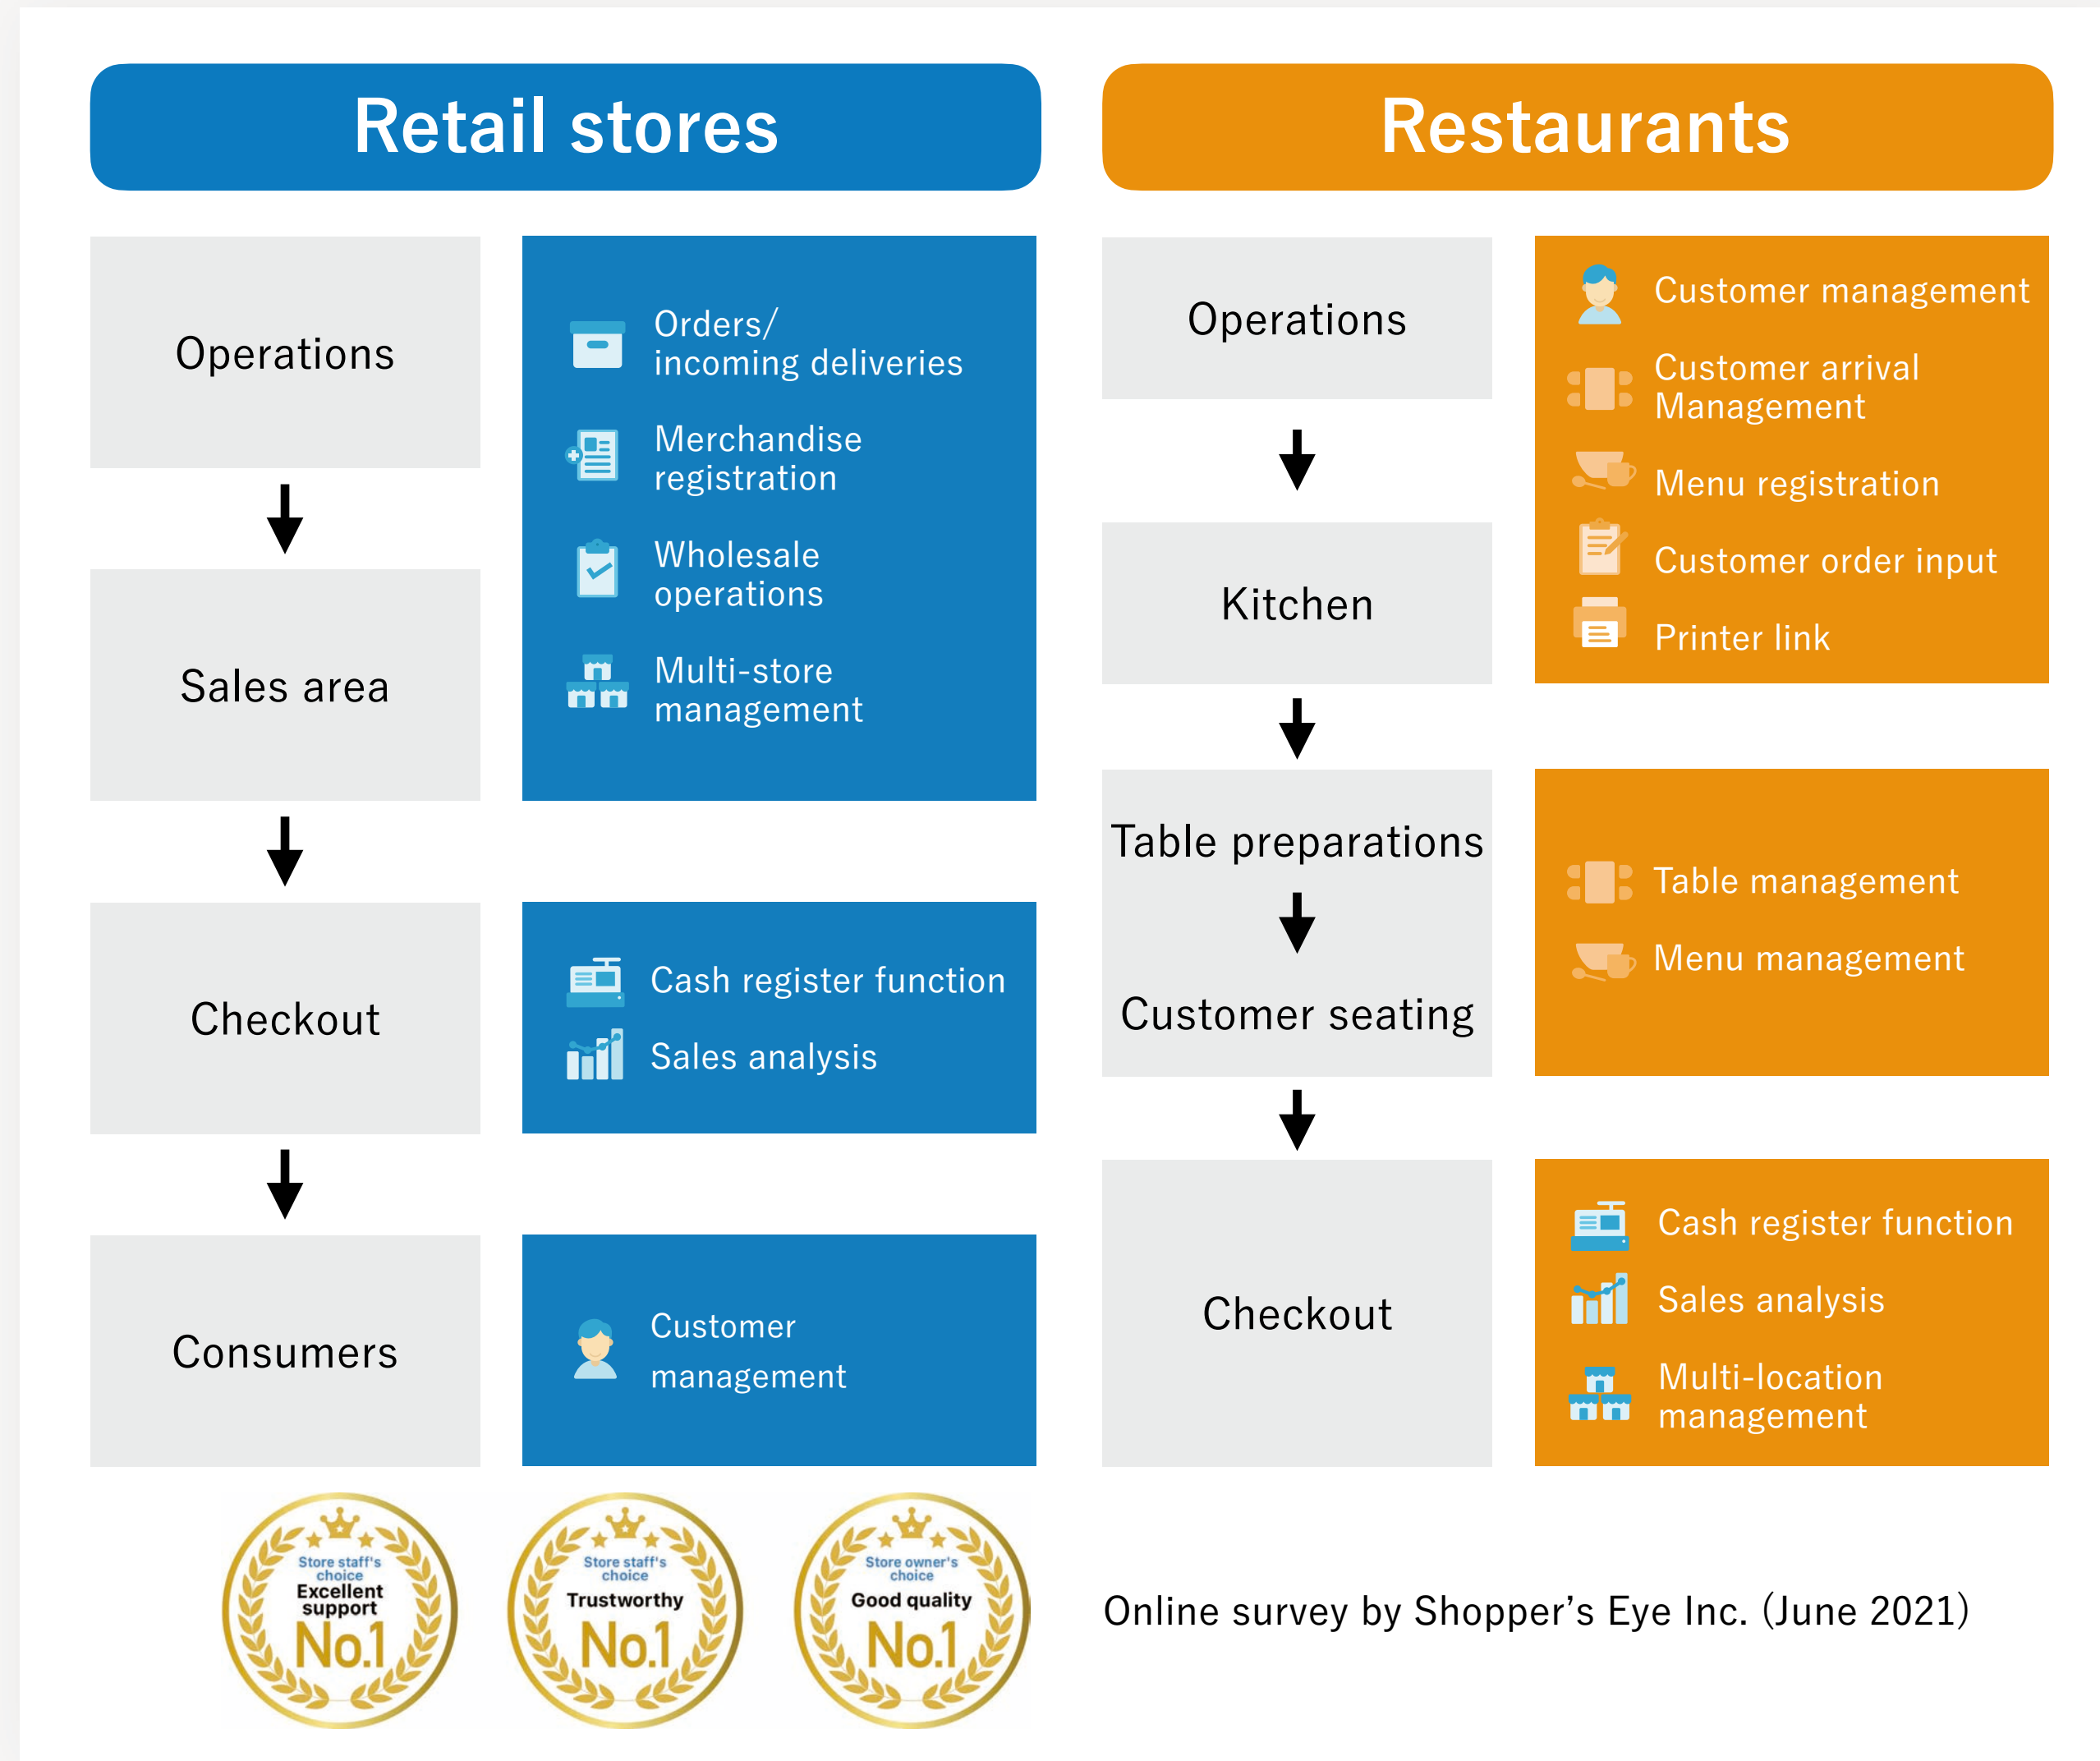 Retail stores
Operations
Orders/
incoming deliveries
Merchandise
registration
Wholesale
operations
Multi-store
management
Sales area
Checkout
Cash register function
Sales analysis
Consumers
Customer
management
Restaurants
Operations
Customer management
Customer arrival
Management
Menu registration
Customer order input
Printer link
Kitchen
Table preparations
Customer seating
Table management
Menu management
Checkout
Cash register function
Sales analysis
Multi-location
management
Store staff's
choice
Excellent
support
No.1
Store staff's
choice
Trustworthy
No.1
Store owner's
choice
Good quality
No.1
Online survey by Shopper’s Eye Inc. (June 2021)